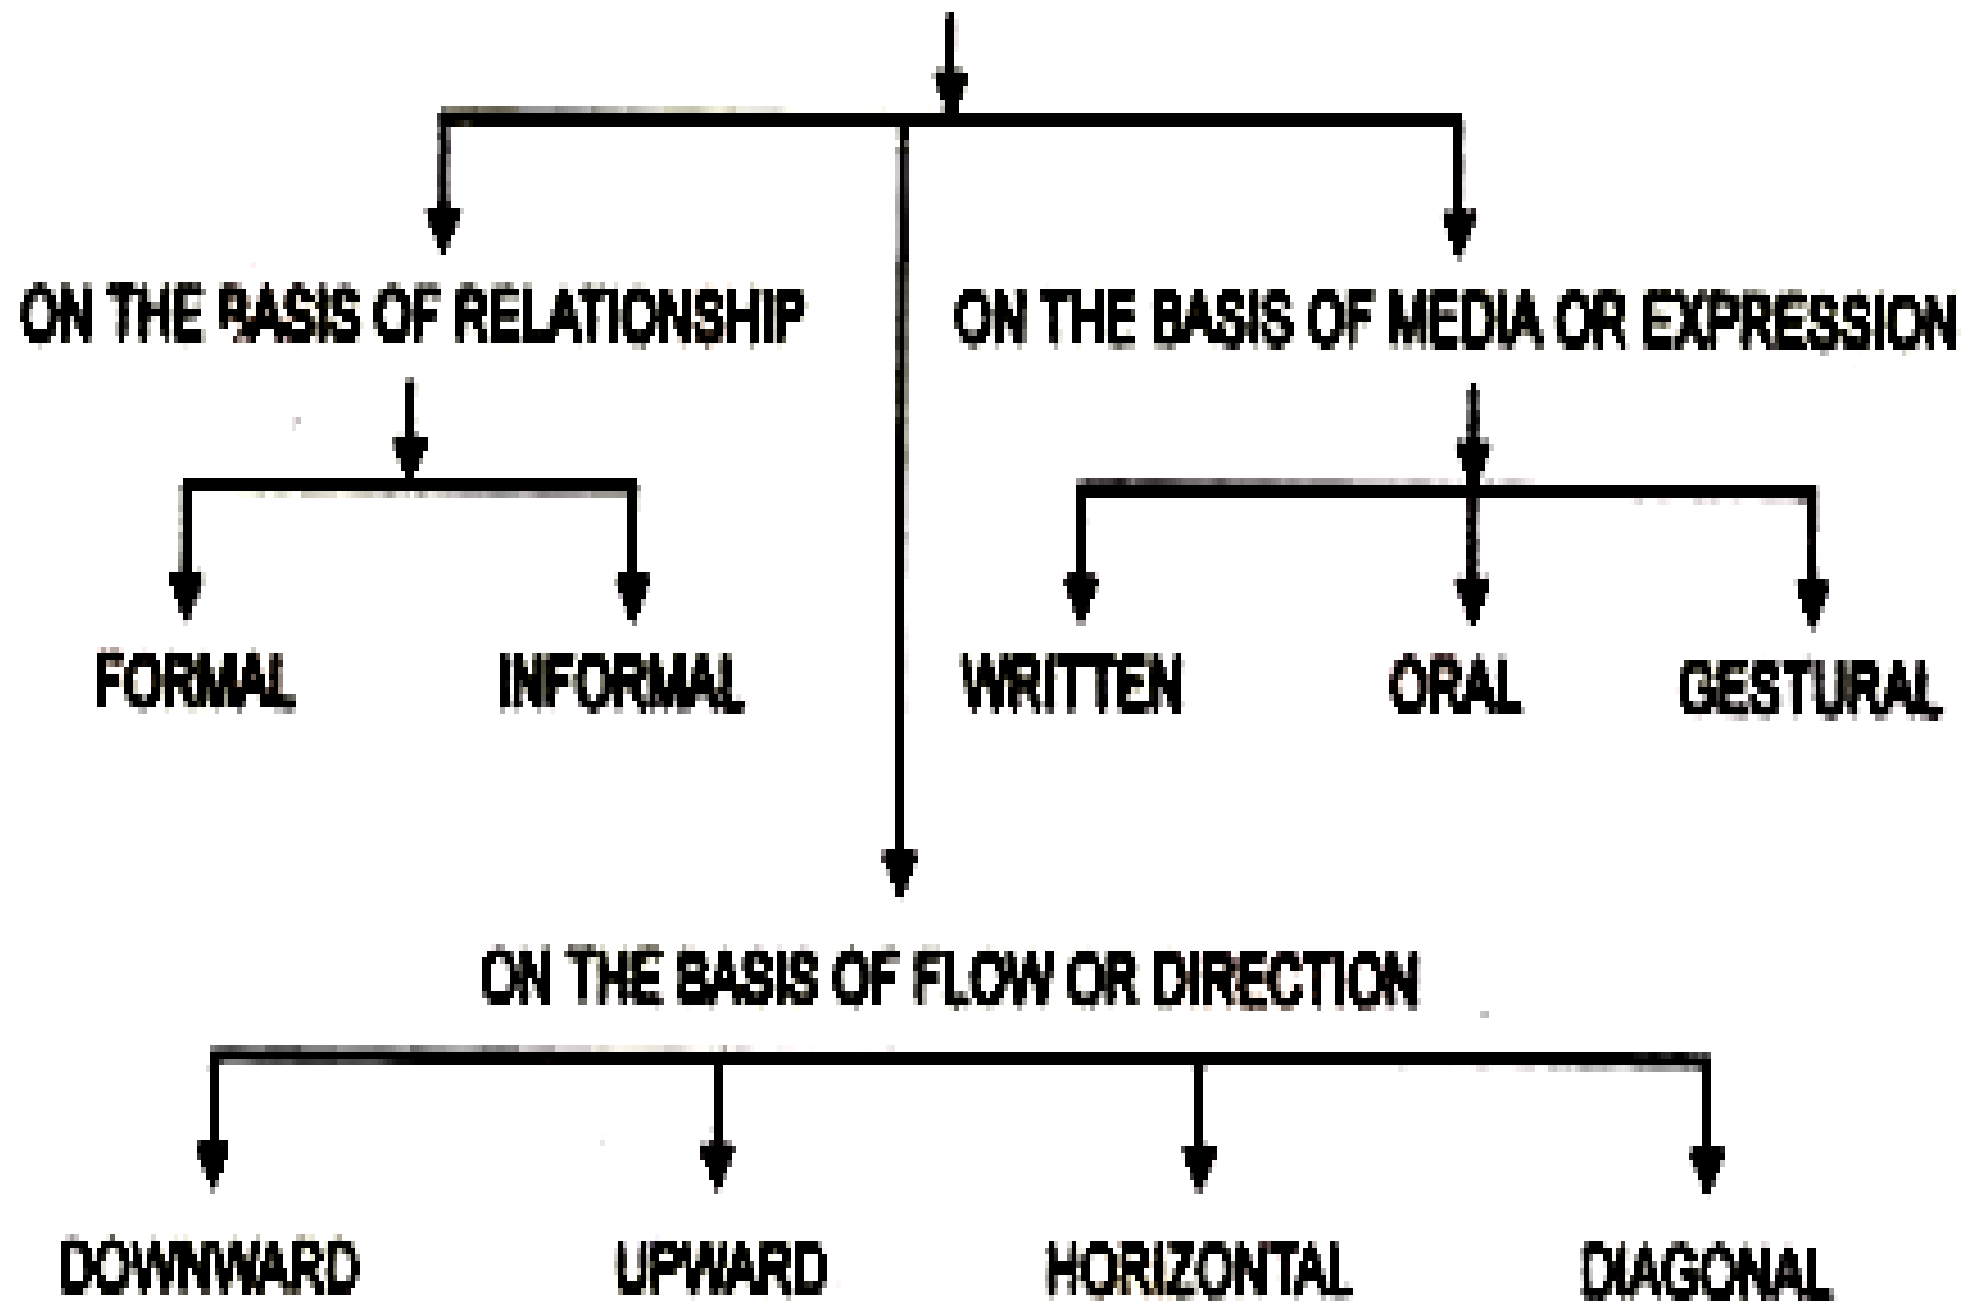 ON THE BASIS OF RELATIONSHIP
ON THE BASIS OF MEDIA OR EXPRESSION
FORMAL
INFORMAL
WRITTEN
ORAL
GESTURAL
ON THE BASIS OF FLOW OR DIRECTION
DOWNWARD
UPWARD
HORIZONTAL
DIAGONAL